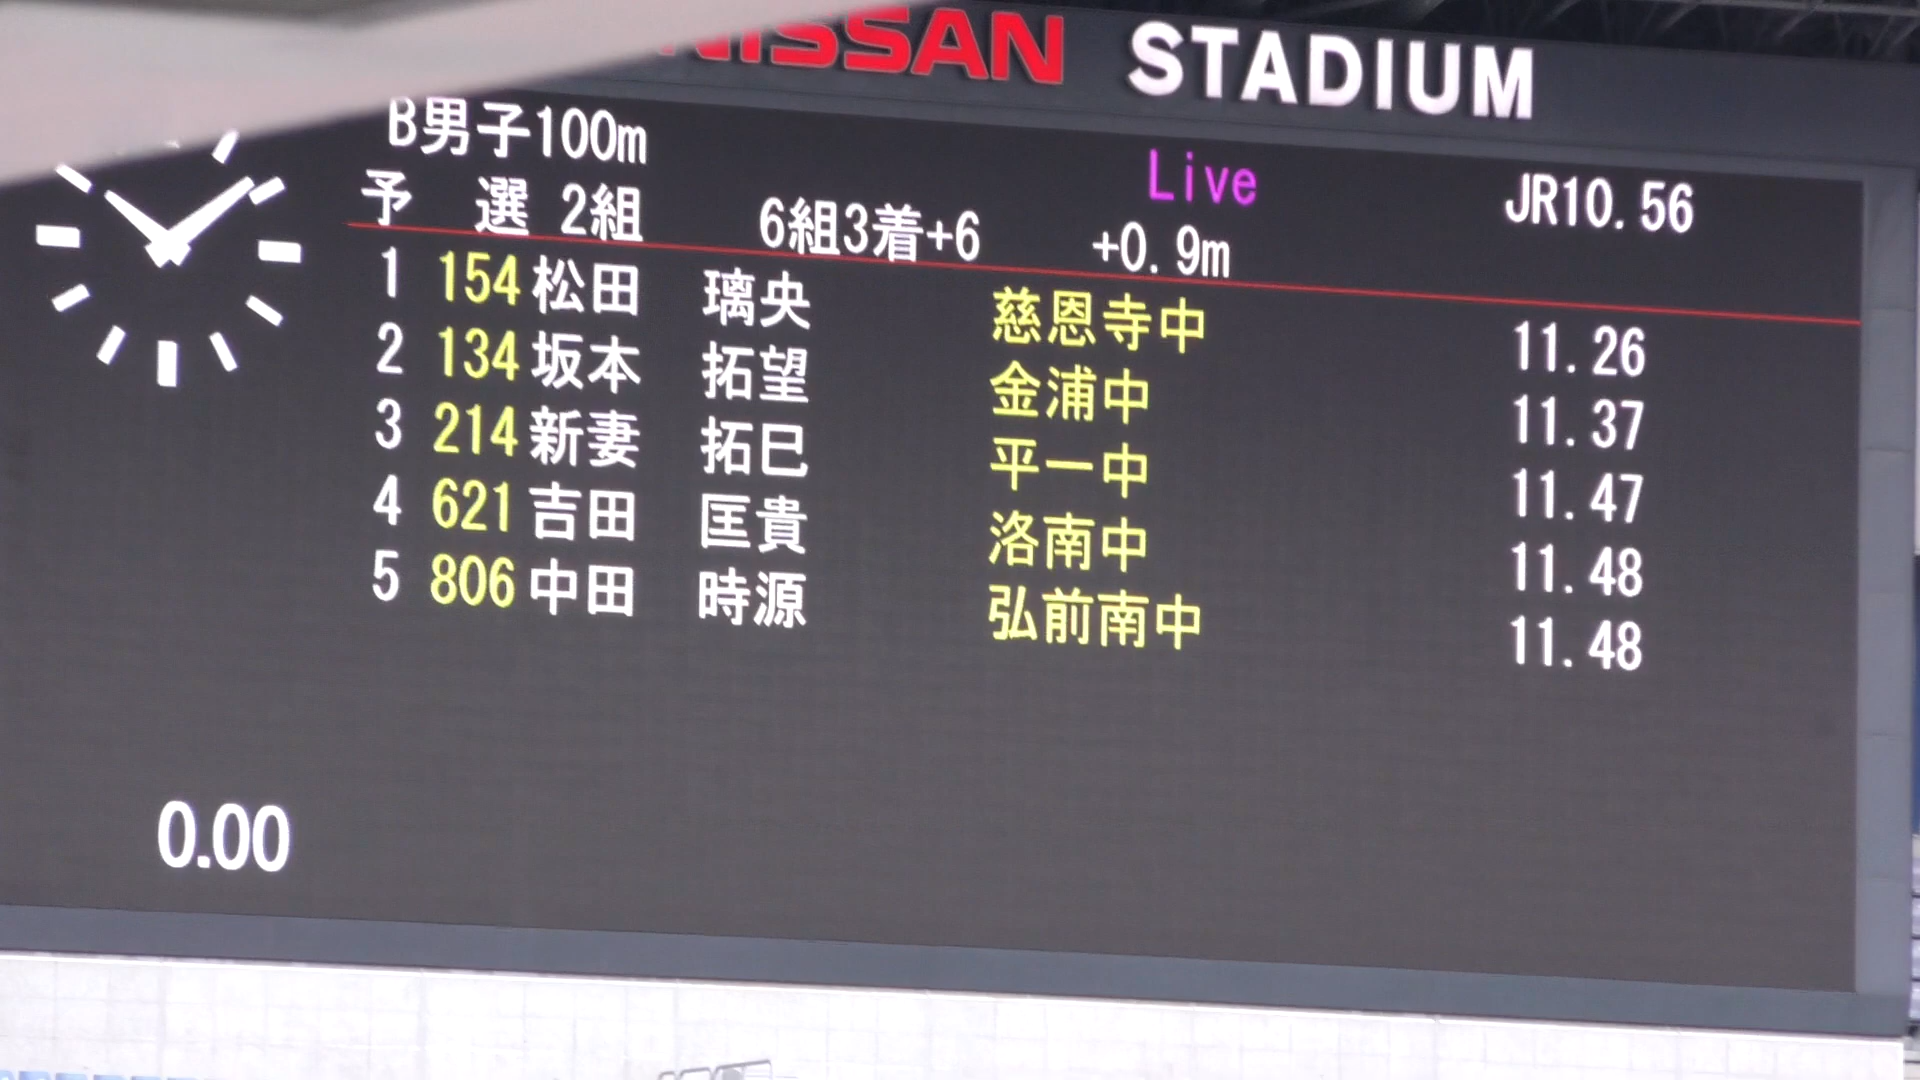 NISSAN STADIUM
B男子100m
Live
JR10.56
予 選 2組 6組3着+6 +0.9m
1 154 松田 璃央 慈恩寺中 11.26
2 134 坂本 拓望 金浦中 11.37
3 214 新妻 拓巳 平一中 11.47
4 621 吉田 匡貴 洛南中 11.48
5 806 中田 時源 弘前南中 11.48
0.00